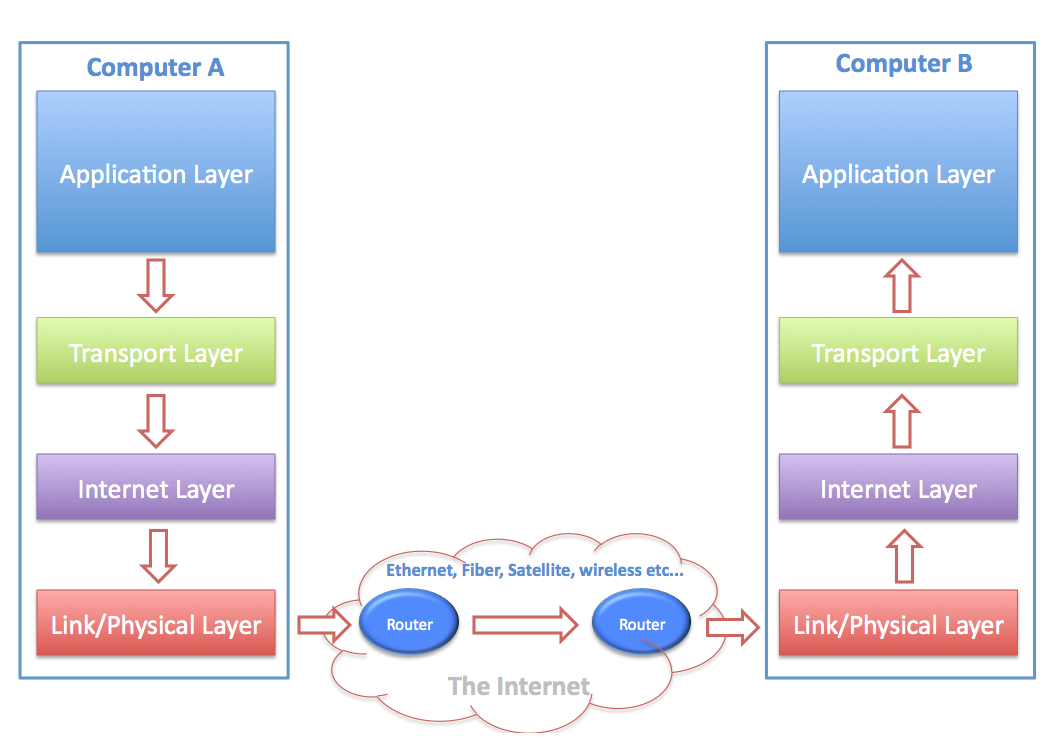 Computer A
Application Layer
Transport Layer
Internet Layer
Link/Physical Layer
Ethernet, Fiber, Satellite, wireless etc...
Router
Router
The Internet
Computer B
Application Layer
Transport Layer
Internet Layer
Link/Physical Layer